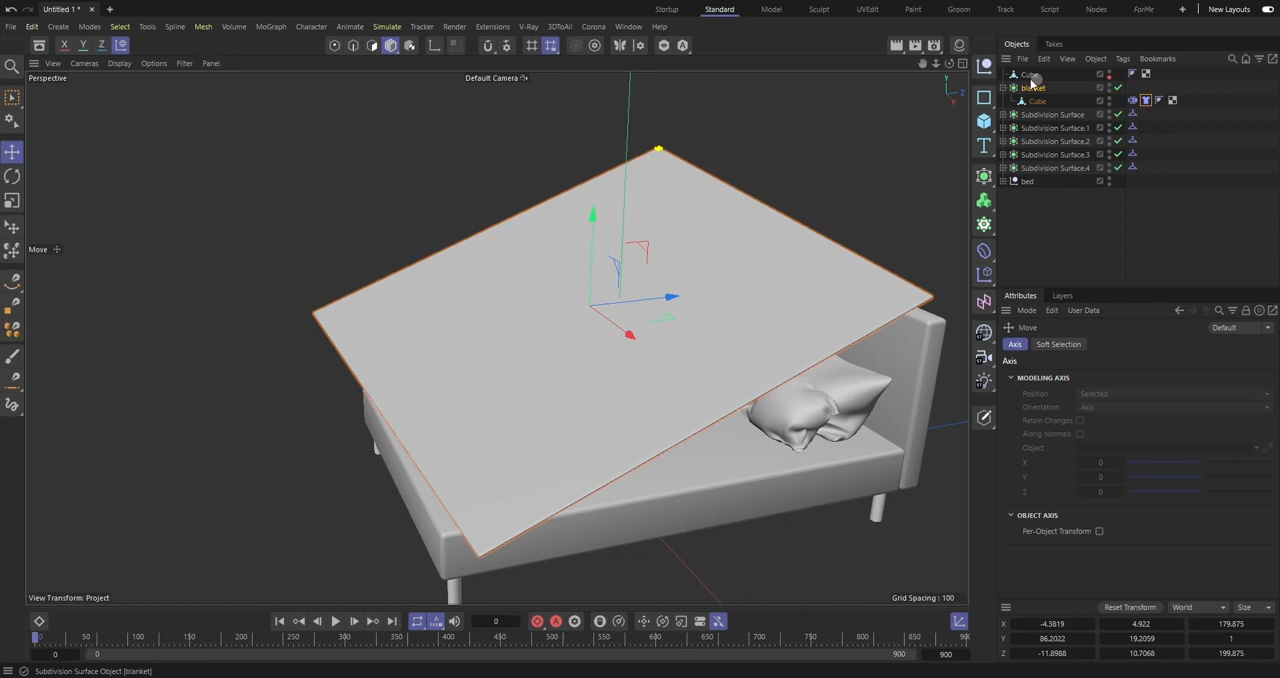 Untitled 1 *
Startup
Standard
Model
Sculpt
UVEdit
Paint
Groom
Track
Script
Nodes
ForMe
New Layouts
File
Edit
Create
Modes
Select
Tools
Spline
Mesh
Volume
MoGraph
Character
Animate
Simulate
Tracker
Render
Extensions
V-Ray
3DToAll
Corona
Window
Help
X
Y
Z
Objects
Takes
View
Cameras
Display
Options
Filter
Panel
File
Edit
View
Object
Tags
Bookmarks
Perspective
Default Camera
Y
Z
X
Cube
blanket
Cube
Subdivision Surface
Subdivision Surface.1
Subdivision Surface.2
Subdivision Surface.3
Subdivision Surface.4
bed
Move
Attributes
Layers
Mode
Edit
User Data
Move
Default
Axis
Soft Selection
Axis
MODELING AXIS
Position
Selected
Orientation
Axis
Retain Changes
Along Normals
Object
X
0
Y
0
Z
0
OBJECT AXIS
Per-Object Transform
View Transform: Project
Grid Spacing : 100
0
Reset Transform
World
Size
0
50
100
150
200
250
300
350
400
450
500
550
600
650
700
750
800
850
0
0
900
900
X
-4.3819
4.922
179.875
Y
86.2022
19.2059
1
Z
-11.8988
10.7068
199.875
Subdivision Surface Object [blanket]